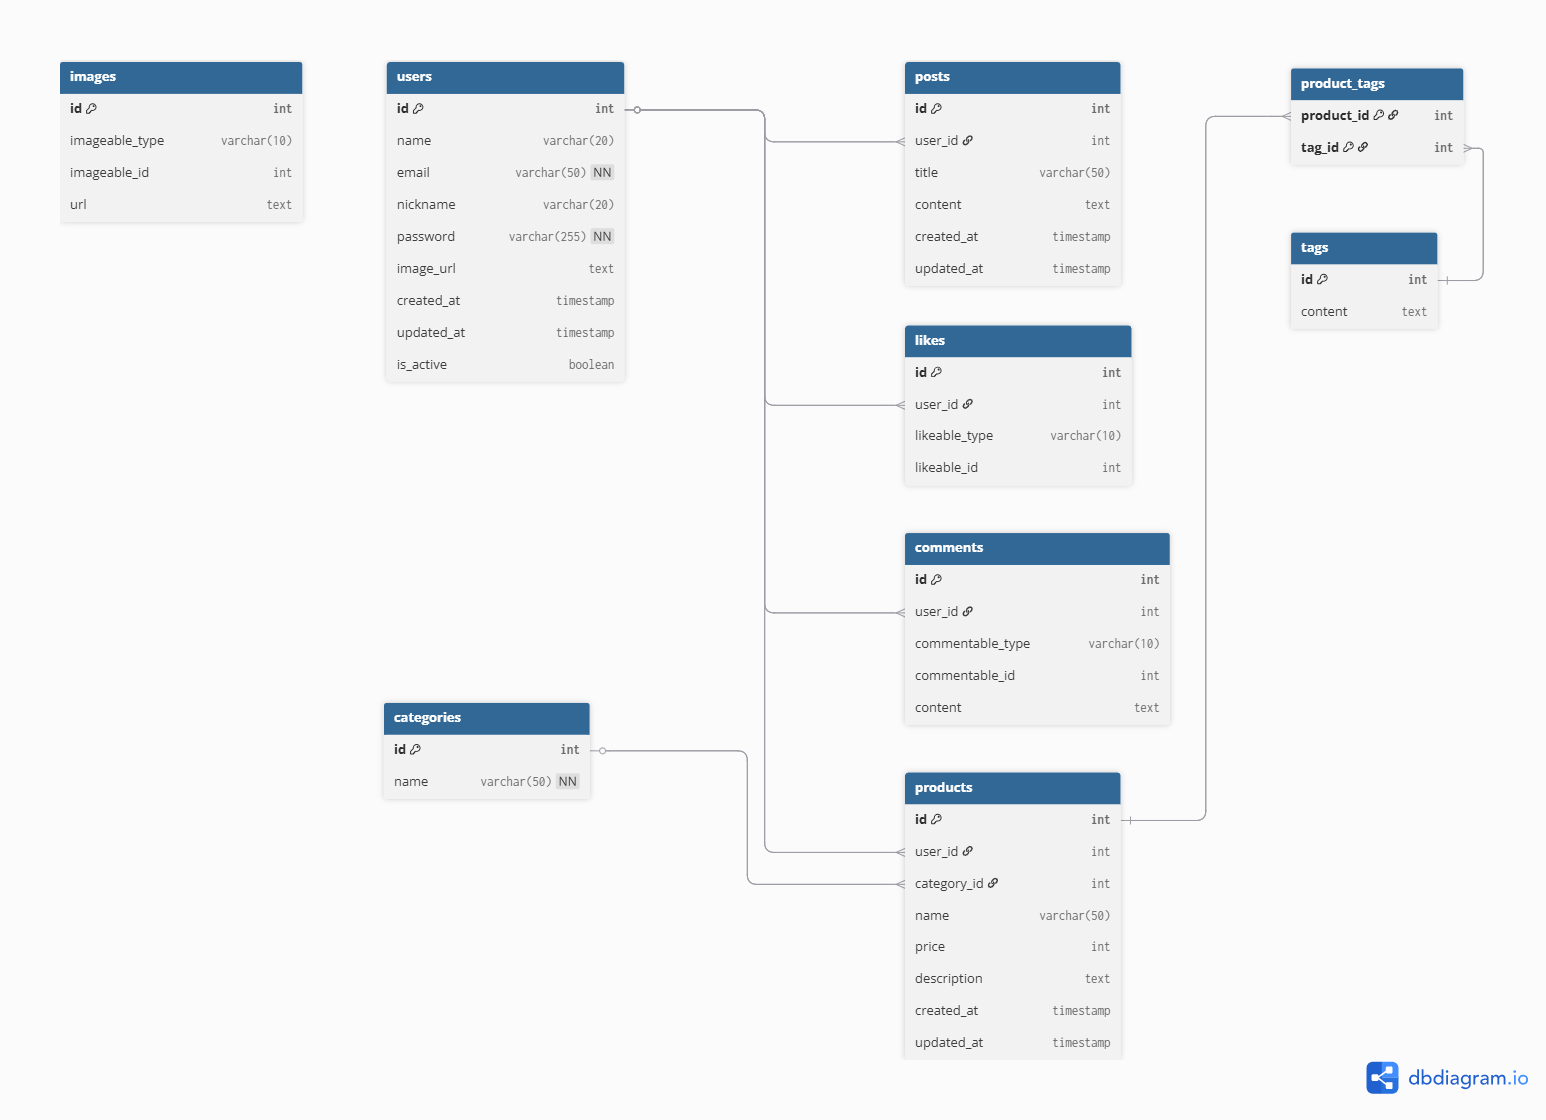 images
id int
imageable_type varchar(10)
imageable_id int
url text
users
id int
name varchar(20)
email varchar(50) NN
nickname varchar(20)
password varchar(255) NN
image_url text
created_at timestamp
updated_at timestamp
is_active boolean
posts
id int
user_id int
title varchar(50)
content text
created_at timestamp
updated_at timestamp
product_tags
product_id int
tag_id int
tags
id int
content text
likes
id int
user_id int
likeable_type varchar(10)
likeable_id int
comments
id int
user_id int
commentable_type varchar(10)
commentable_id int
content text
categories
id int
name varchar(50) NN
products
id int
user_id int
category_id int
name varchar(50)
price int
description text
created_at timestamp
updated_at timestamp
dbdiagram.io